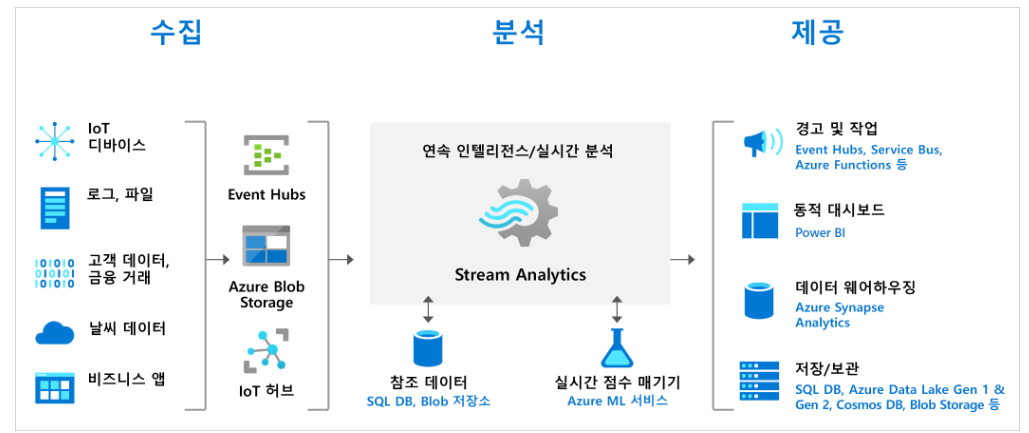 수집
분석
제공
IoT
디바이스
로그, 파일
고객 데이터,
금융 거래
날씨 데이터
비즈니스 앱
Event Hubs
Azure Blob
Storage
IoT 허브
연속 인텔리전스/실시간 분석
Stream Analytics
참조 데이터
SQL DB, Blob 저장소
실시간 점수 매기기
Azure ML 서비스
경고 및 작업
Event Hubs, Service Bus,
Azure Functions 등
동적 대시보드
Power BI
데이터 웨어하우징
Azure Synapse
Analytics
저장/보관
SQL DB, Azure Data Lake Gen 1 &
Gen 2, Cosmos DB, Blob Storage 등